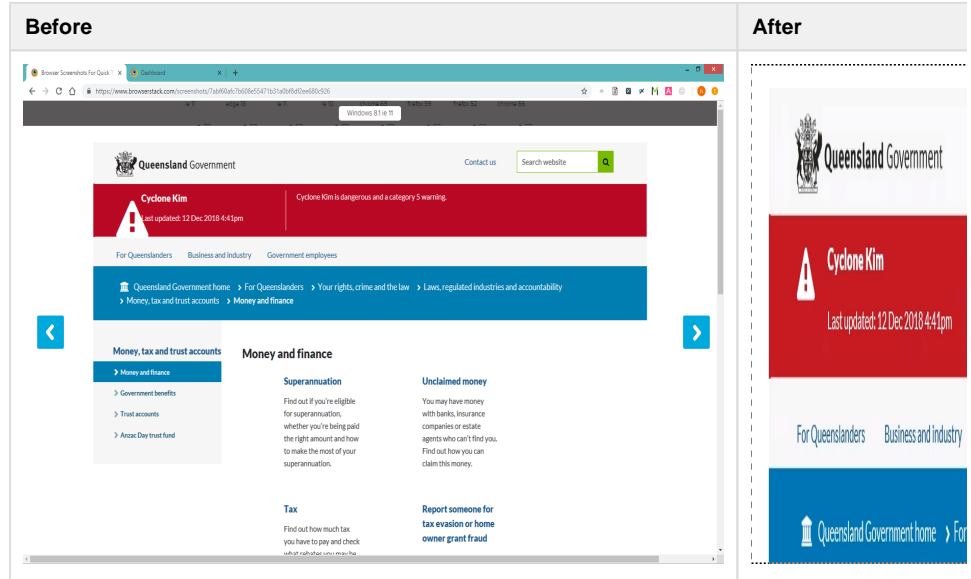 Before
After
Browser Screenshots For Quick T
Dashboard
https://www.browserstack.com/screenshots/7abf60afc7b608e55471b31a0bf8df2ee680c926
Windows 8.1 ie 11
Queensland Government
Contact us
Search website
Cyclone Kim
Cyclone Kim is dangerous and a category 5 warning.
Last updated: 12 Dec 2018 4:41pm
For Queenslanders Business and industry Government employees
Queensland Government home > For Queenslanders > Your rights, crime and the law > Laws, regulated industries and accountability
> Money, tax and trust accounts > Money and finance
Money, tax and trust accounts
> Money and finance
> Government benefits
> Trust accounts
> Anzac Day trust fund
Money and finance
Superannuation
Find out if you're eligible
for superannuation,
whether you're being paid
the right amount and how
to make the most of your
superannuation.
Unclaimed money
You may have money
with banks, insurance
companies or estate
agents who can't find you.
Find out how you can
claim this money.
Tax
Find out how much tax
you have to pay and check
what rebates you may be
Report someone for
tax evasion or home
owner grant fraud
Queensland Government
Cyclone Kim
Last updated: 12 Dec 2018 4:41pm
For Queenslanders Business and industry
Queensland Government home > For